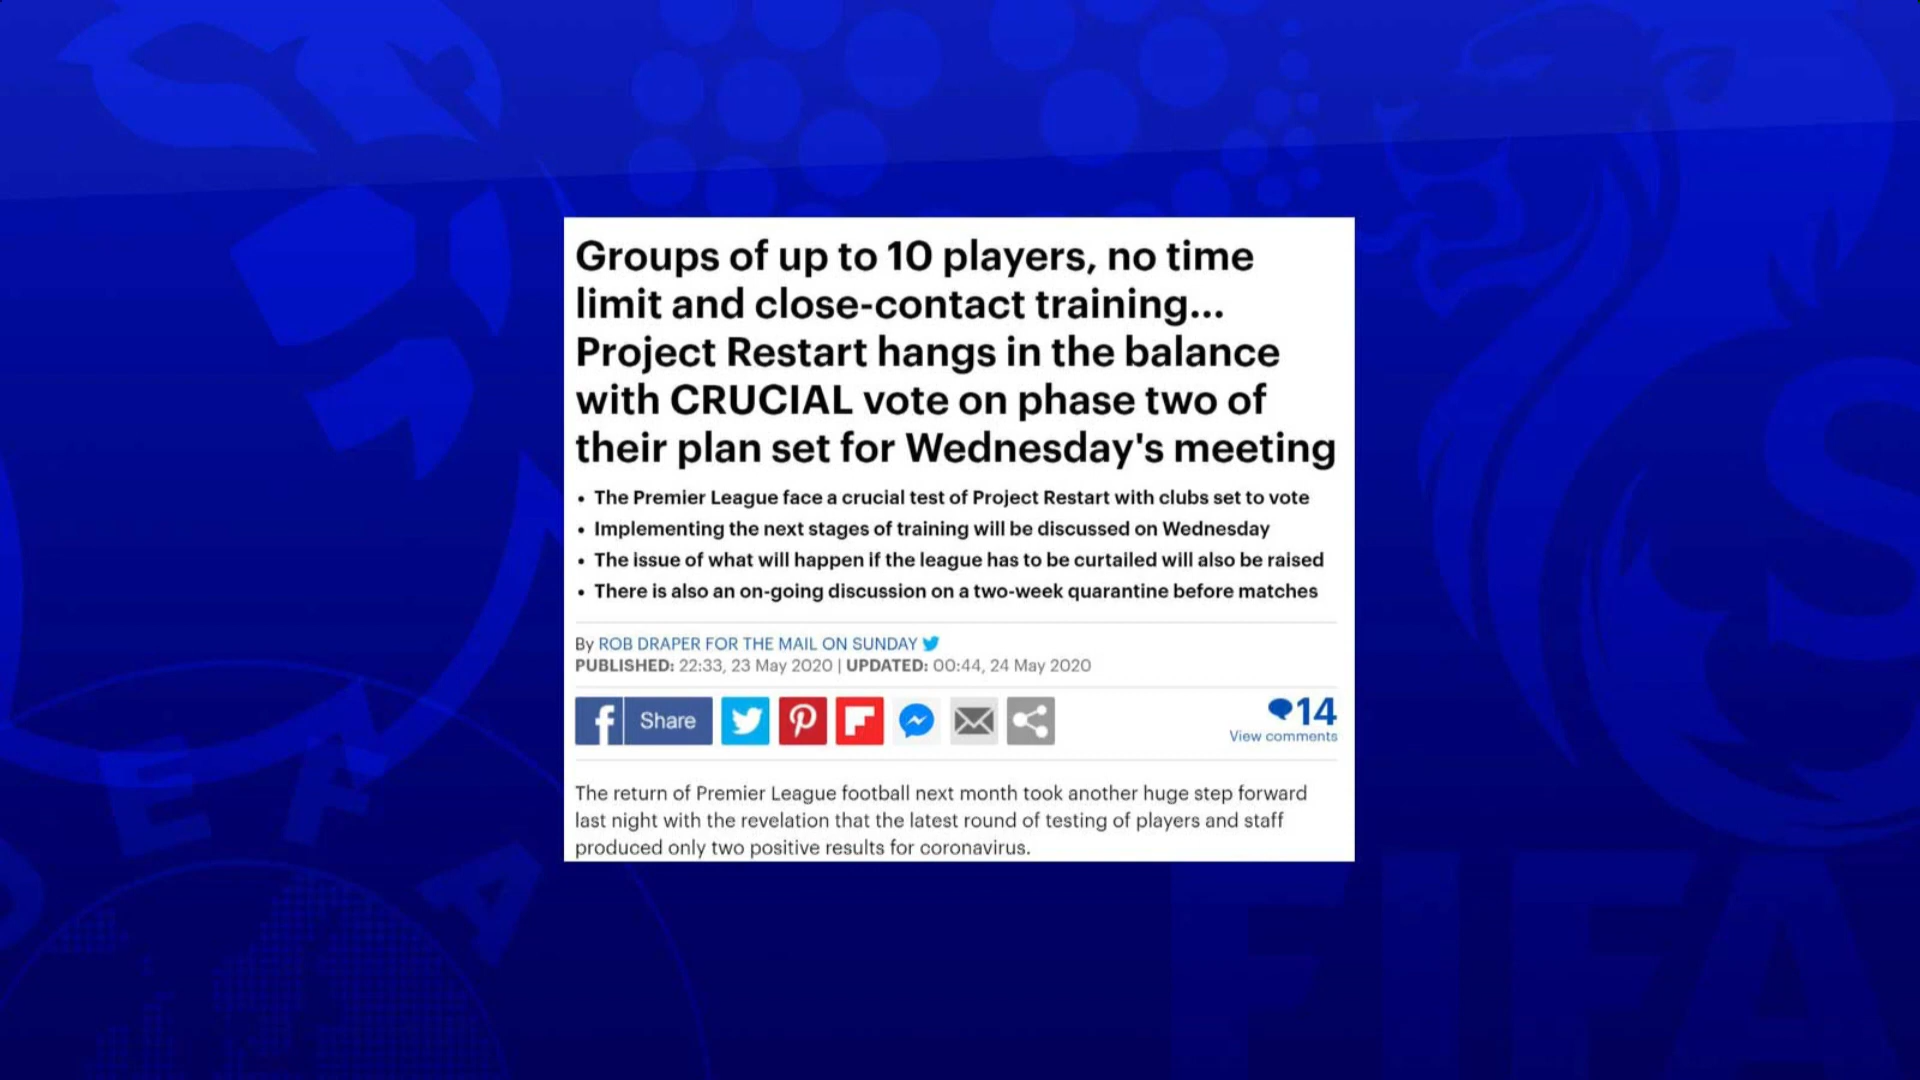 Groups of up to 10 players, no time
limit and close-contact training...
Project Restart hangs in the balance
with CRUCIAL vote on phase two of
their plan set for Wednesday's meeting
• The Premier League face a crucial test of Project Restart with clubs set to vote
• Implementing the next stages of training will be discussed on Wednesday
• The issue of what will happen if the league has to be curtailed will also be raised
• There is also an on-going discussion on a two-week quarantine before matches
By ROB DRAPER FOR THE MAIL ON SUNDAY
PUBLISHED: 22:33, 23 May 2020 | UPDATED: 00:44, 24 May 2020
Share
14
View comments
The return of Premier League football next month took another huge step forward
last night with the revelation that the latest round of testing of players and staff
produced only two positive results for coronavirus.
S
E F A
FIFA